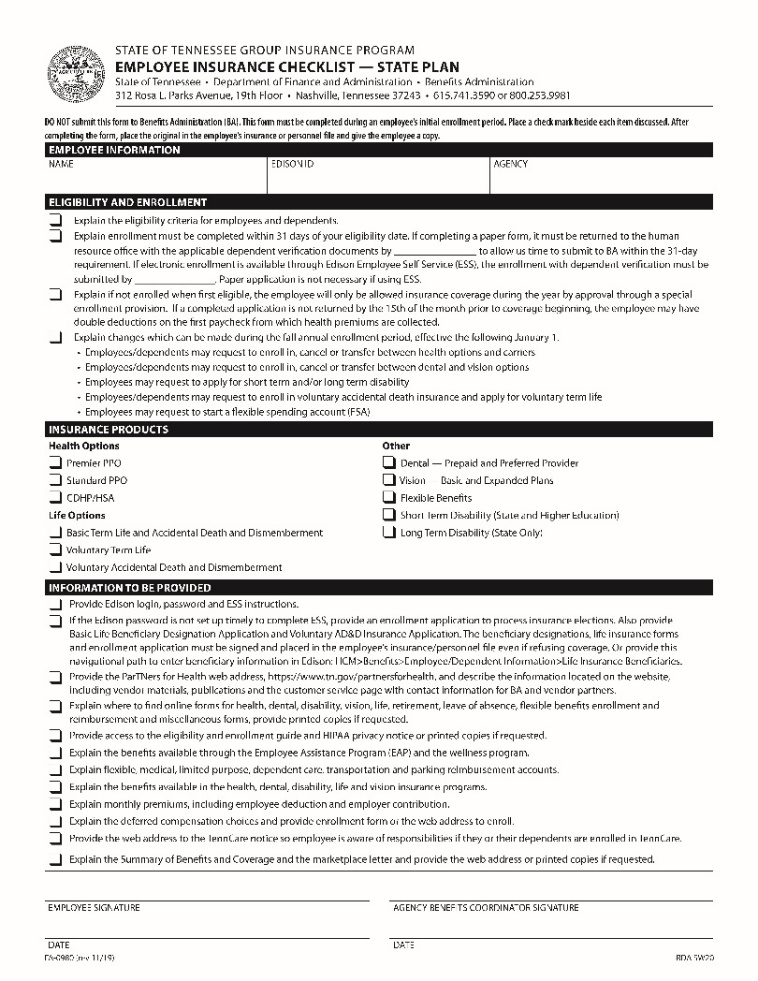 STATE OF TENNESSEE GROUP INSURANCE PROGRAM
EMPLOYEE INSURANCE CHECKLIST — STATE PLAN
State of Tennessee • Department of Finance and Administration • Benefits Administration
312 Rosa L. Parks Avenue, 19th Floor • Nashville, Tennessee 37243 • 615.741.3590 or 800.253.9981
DO NOT submit this form to Benefits Administration (BA). This form must be completed during an employee's initial enrollment period. Place a check mark beside each item discussed. After
completing the form, place the original in the employee's insurance or personnel file and give the employee a copy.
EMPLOYEE INFORMATION
NAME
EDISON ID
AGENCY
ELIGIBILITY AND ENROLLMENT
Explain the eligibility criteria for employees and dependents.
Explain enrollment must be completed within 31 days of your eligibility date. If completing a paper form, it must be returned to the human
resource office with the applicable dependent verification documents by ________________ to allow us time to submit to BA within the 31-day
requirement. If electronic enrollment is available through Edison Employee Self Service (ESS), the enrollment with dependent verification must be
submitted by ________________. Paper application is not necessary if using ESS.
Explain if not enrolled when first eligible, the employee will only be allowed insurance coverage during the year by approval through a special
enrollment provision. If a completed application is not returned by the 15th of the month prior to coverage beginning, the employee may have
double deductions on the first paycheck from which health premiums are collected.
Explain changes which can be made during the fall annual enrollment period, effective the following January 1.
• Employees/dependents may request to enroll in, cancel or transfer between health options and carriers
• Employees/dependents may request to enroll in, cancel or transfer between dental and vision options
• Employees may request to apply for short term and/or long term disability
• Employees/dependents may request to enroll in voluntary accidental death insurance and apply for voluntary term life
• Employees may request to start a flexible spending account (FSA)
INSURANCE PRODUCTS
Health Options
Premier PPO
Standard PPO
CDHP/HSA
Life Options
Basic Term Life and Accidental Death and Dismemberment
Voluntary Term Life
Voluntary Accidental Death and Dismemberment
Other
Dental — Prepaid and Preferred Provider
Vision — Basic and Expanded Plans
Flexible Benefits
Short Term Disability (State and Higher Education)
Long Term Disability (State Only)
INFORMATION TO BE PROVIDED
Provide Edison login, password and ESS instructions.
If the Edison password is not set up timely to complete ESS, provide an enrollment application to process insurance elections. Also provide
Basic Life Beneficiary Designation Application and Voluntary AD&D Insurance Application. The beneficiary designations, life insurance forms
and enrollment application must be signed and placed in the employee's insurance/personnel file even if refusing coverage. Or provide this
navigational path to enter beneficiary information in Edison: HCM>Benefits>Employee/Dependent Information>Life Insurance Beneficiaries.
Provide the ParTNers for Health web address, https://www.tn.gov/partnersforhealth, and describe the information located on the website,
including vendor materials, publications and the customer service page with contact information for BA and vendor partners.
Explain where to find online forms for health, dental, disability, vision, life, retirement, leave of absence, flexible benefits enrollment and
reimbursement and miscellaneous forms, provide printed copies if requested.
Provide access to the eligibility and enrollment guide and HIPAA privacy notice or printed copies if requested.
Explain the benefits available through the Employee Assistance Program (EAP) and the wellness program.
Explain flexible, medical, limited purpose, dependent care, transportation and parking reimbursement accounts.
Explain the benefits available in the health, dental, disability, life and vision insurance programs.
Explain monthly premiums, including employee deduction and employer contribution.
Explain the deferred compensation choices and provide enrollment form or the web address to enroll.
Provide the web address to the TennCare notice so employee is aware of responsibilities if they or their dependents are enrolled in TennCare.
Explain the Summary of Benefits and Coverage and the marketplace letter and provide the web address or printed copies if requested.
EMPLOYEE SIGNATURE
AGENCY BENEFITS COORDINATOR SIGNATURE
DATE
DATE
FA-0980 (rev 11/19)
RDA SW20